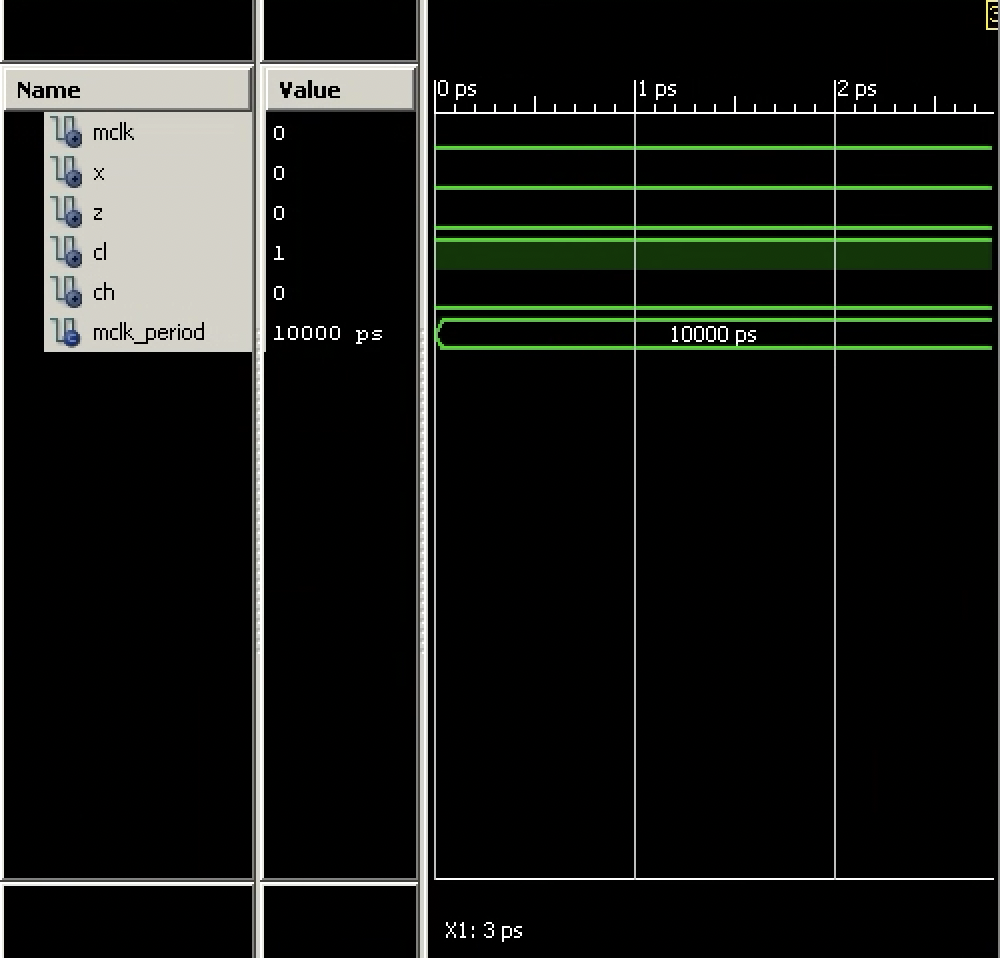 Name Value 0 ps 1 ps 2 ps
mclk 0
x 0
z 0
cl 1
ch 0
mclk_period 10000 ps 10000 ps
X1: 3 ps